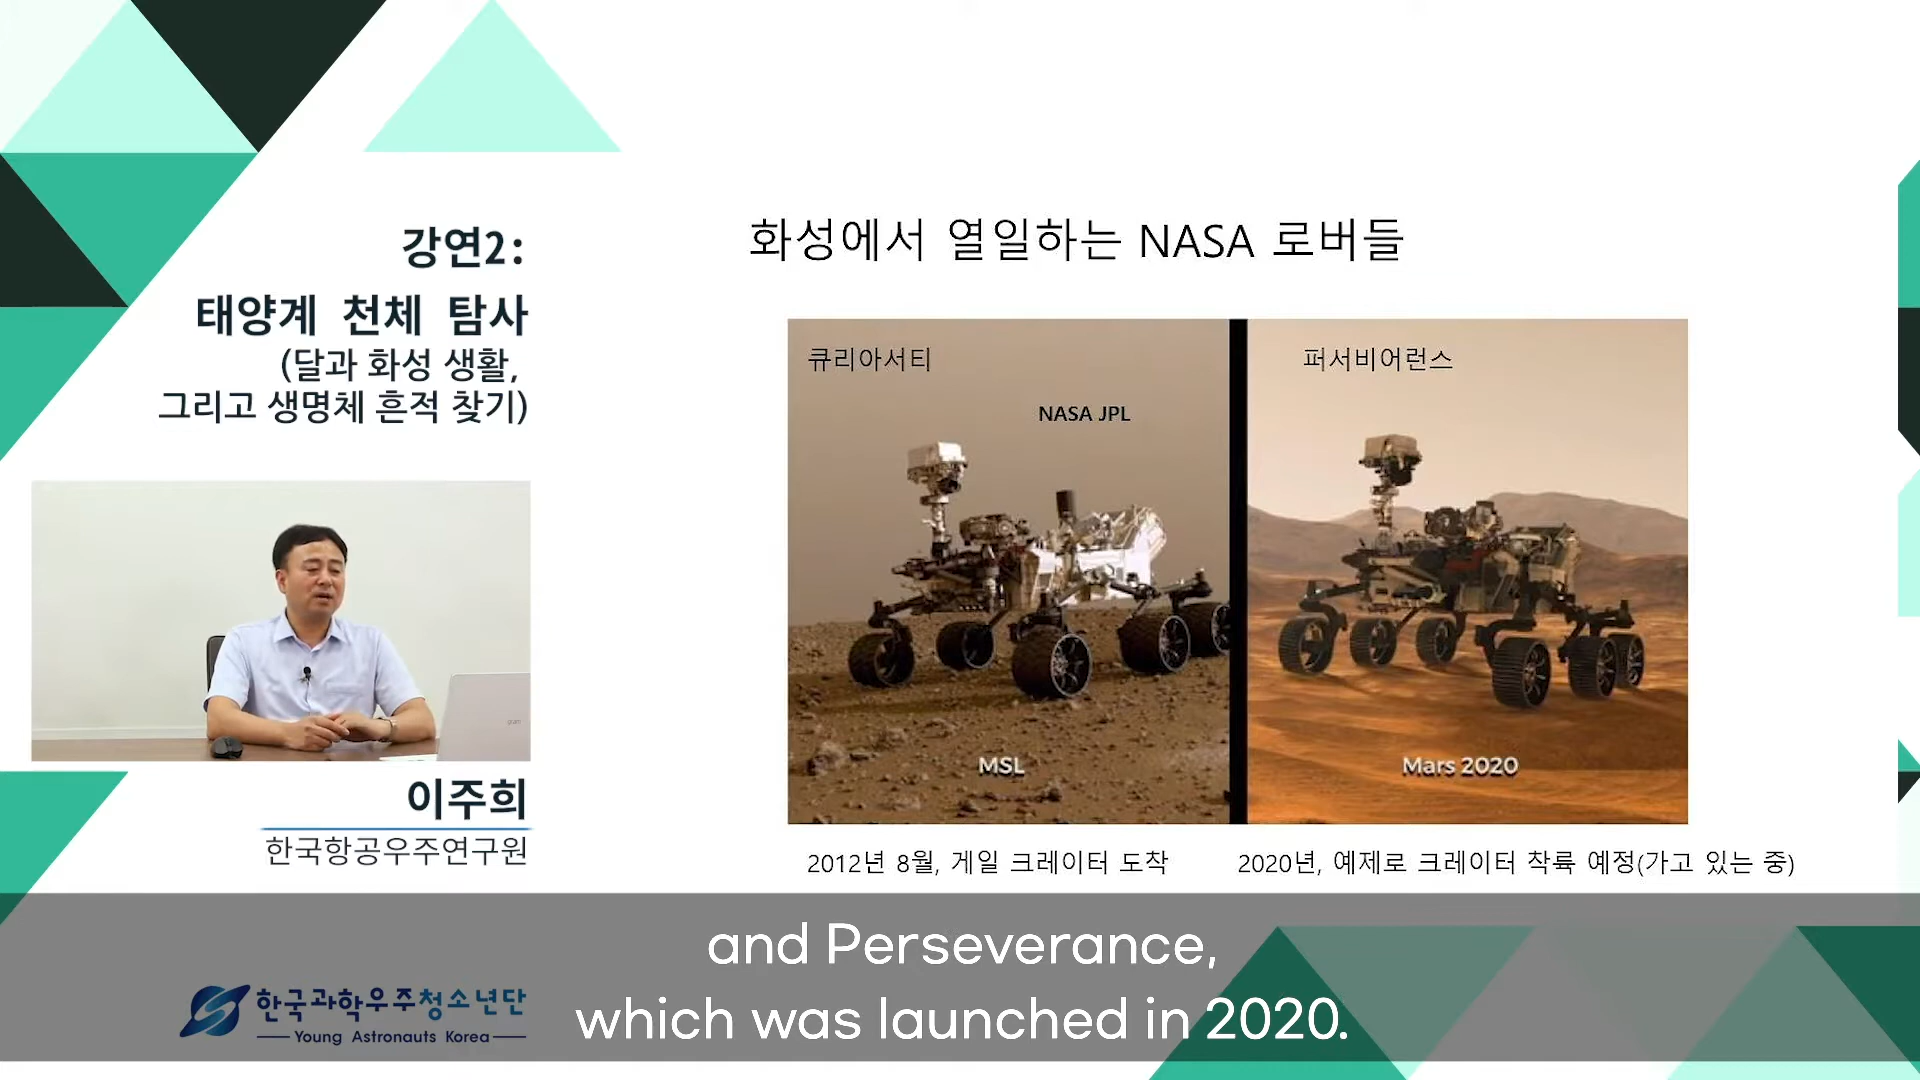 강연2:
태양계 천체 탐사
(달과 화성 생활,
그리고 생명체 흔적 찾기)
이주희
한국항공우주연구원
화성에서 열일하는 NASA 로버들
큐리아서티
NASA JPL
MSL
퍼서비어런스
Mars 2020
2012년 8월, 게일 크레이터 도착
2020년, 예제로 크레이터 착륙 예정(가고 있는 중)
and Perseverance,
which was launched in 2020.
한국과학우주청소년단
Young Astronauts Korea